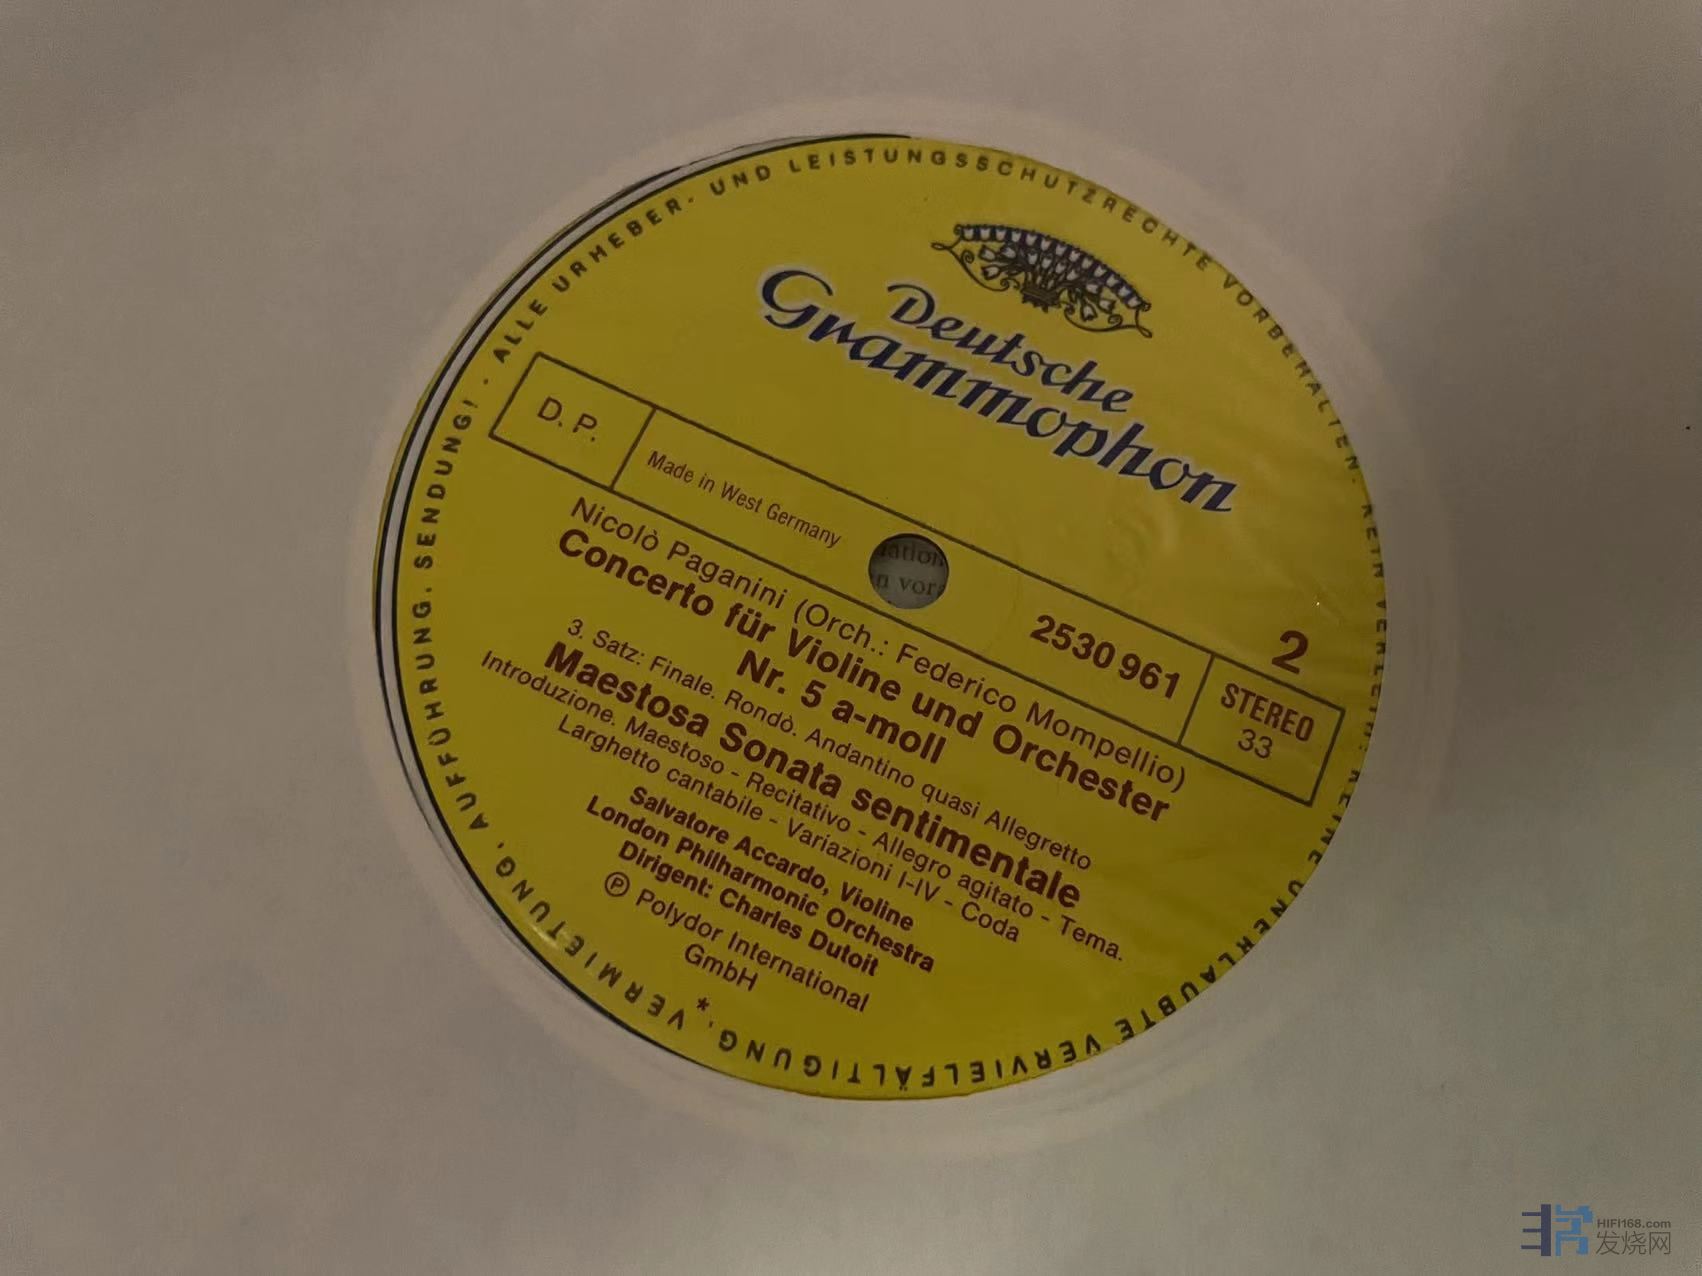 ALLE URHEBER- UND LEISTUNGSSCHUTZRECHTE VORBEHALTEN. KEIN VERLEIH! KEINE UNERLAUBTE VERVIELFÄLTIGUNG, VERMIETUNG, AUFFÜHRUNG, SENDUNG! ·
Deutsche
Grammophon
D. P.
Made in West Germany
2530 961
2
STEREO
33
Nicolò Paganini (Orch.: Federico Mompellio)
Concerto für Violine und Orchester
Nr. 5 a-moll
3. Satz: Finale. Rondò. Andantino quasi Allegretto
Maestosa Sonata sentimentale
Introduzione. Maestoso - Recitativo - Allegro agitato - Tema.
Larghetto cantabile - Variazioni I-IV - Coda
Salvatore Accardo, Violine
London Philharmonic Orchestra
Dirigent: Charles Dutoit
Ⓟ Polydor International
GmbH
*
HIFI168.com
发烧网